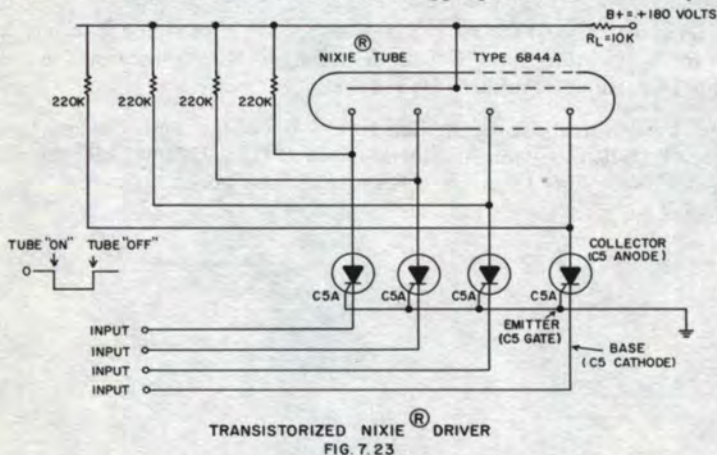 B+ = +180 VOLTS
RL=10K
NIXIE ® TUBE TYPE 6844A
220K 220K 220K 220K
TUBE "ON" TUBE "OFF"
COLLECTOR
(C5 ANODE)
C5A C5A C5A C5A
EMITTER
(C5 GATE)
BASE
(C5 CATHODE)
INPUT
INPUT
INPUT
INPUT
TRANSISTORIZED NIXIE ® DRIVER
FIG. 7.23